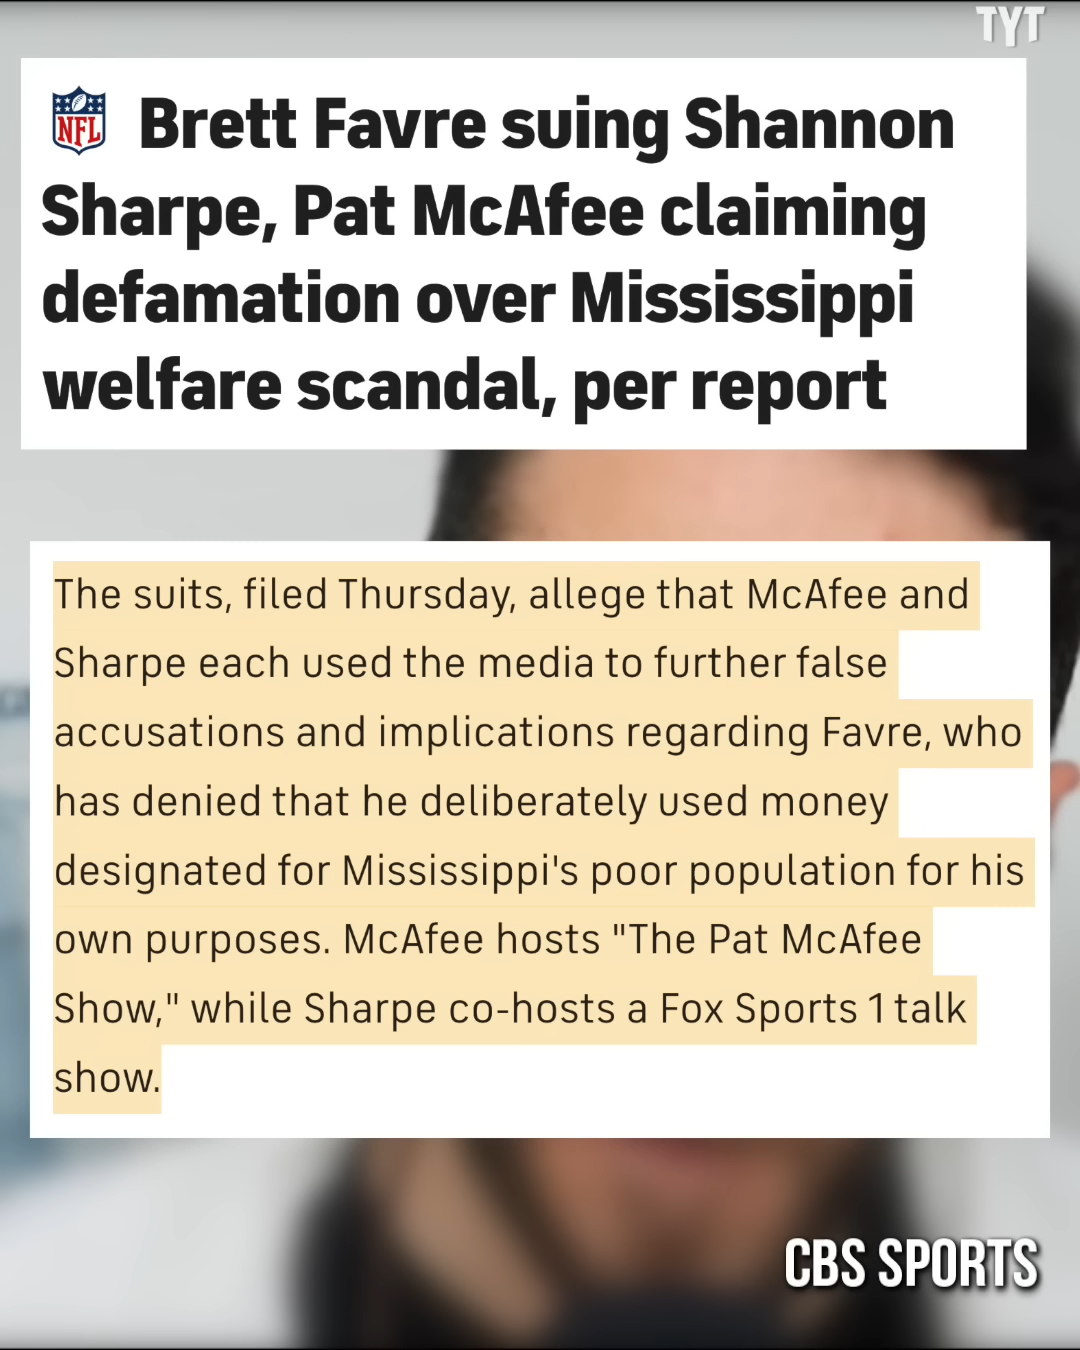 TYT
NFL
Brett Favre suing Shannon
Sharpe, Pat McAfee claiming
defamation over Mississippi
welfare scandal, per report
The suits, filed Thursday, allege that McAfee and
Sharpe each used the media to further false
accusations and implications regarding Favre, who
has denied that he deliberately used money
designated for Mississippi's poor population for his
own purposes. McAfee hosts "The Pat McAfee
Show," while Sharpe co-hosts a Fox Sports 1 talk
show.
CBS SPORTS